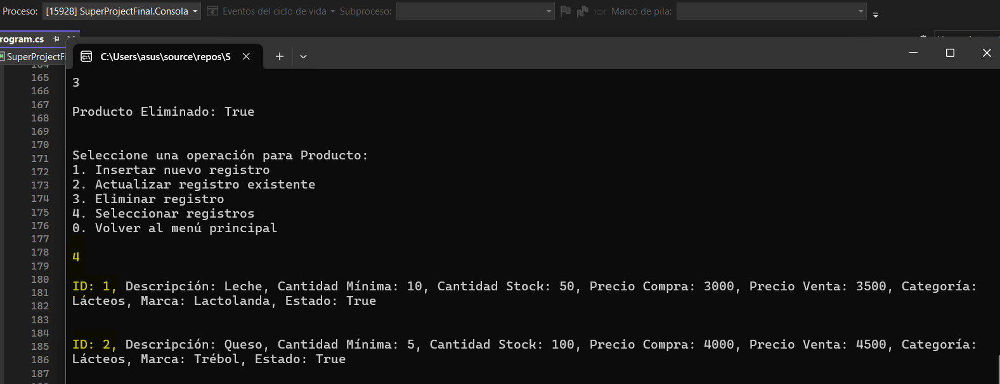 Proceso: [15928] SuperProjectFinal.Consola Eventos del ciclo de vida Subproceso: Marco de pila:
rogram.cs
SuperProjectFi
C:\Users\asus\source\repos\S
164
165
166
167
168
169
170
171
172
173
174
175
176
177
178
179
180
181
182
183
184
185
186
187
3
Producto Eliminado: True
Seleccione una operación para Producto:
1. Insertar nuevo registro
2. Actualizar registro existente
3. Eliminar registro
4. Seleccionar registros
0. Volver al menú principal
4
ID: 1, Descripción: Leche, Cantidad Mínima: 10, Cantidad Stock: 50, Precio Compra: 3000, Precio Venta: 3500, Categoría:
Lácteos, Marca: Lactolanda, Estado: True
ID: 2, Descripción: Queso, Cantidad Mínima: 5, Cantidad Stock: 100, Precio Compra: 4000, Precio Venta: 4500, Categoría:
Lácteos, Marca: Trébol, Estado: True